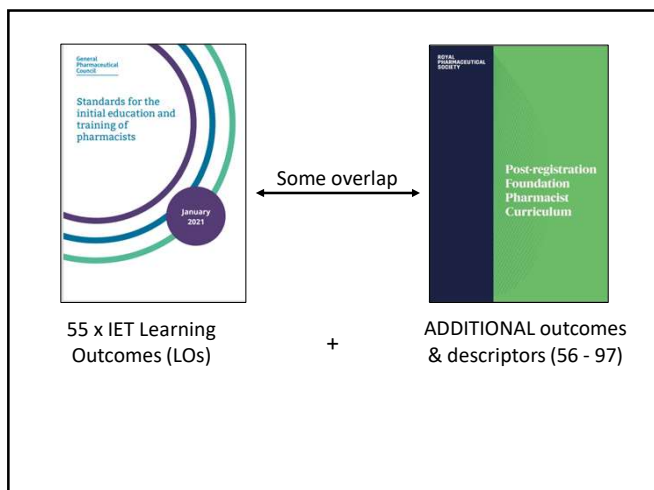 General
Pharmaceutical
Council
Standards for the
initial education and
training of
pharmacists
January
2021
Some overlap
ROYAL
PHARMACEUTICAL
SOCIETY
Post-registration
Foundation
Pharmacist
Curriculum
55 x IET Learning
Outcomes (LOs)
+
ADDITIONAL outcomes
& descriptors (56 - 97)